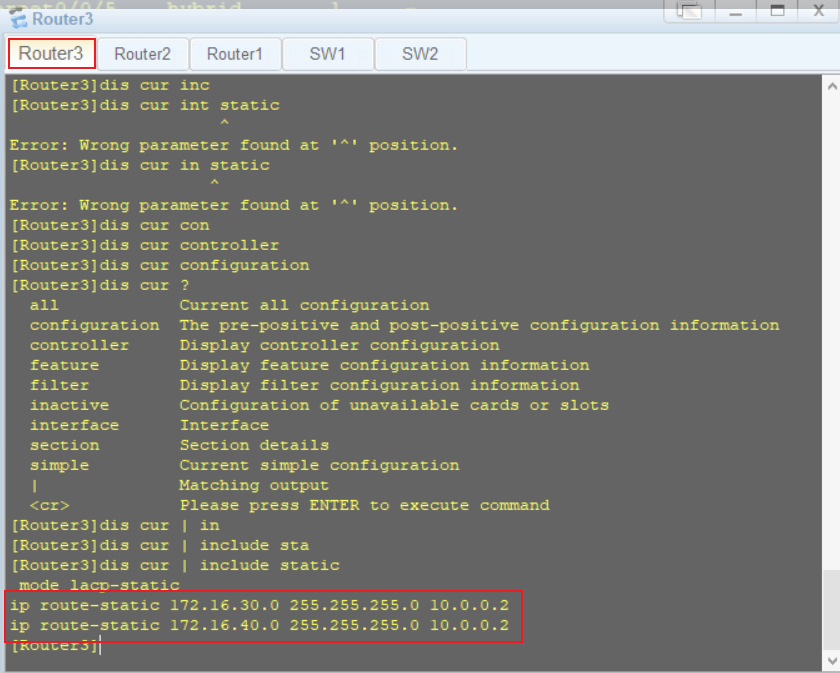 Router3
Router3 Router2 Router1 SW1 SW2
[Router3]dis cur inc
[Router3]dis cur int static
^
Error: Wrong parameter found at '^' position.
[Router3]dis cur in static
^
Error: Wrong parameter found at '^' position.
[Router3]dis cur con
[Router3]dis cur controller
[Router3]dis cur configuration
[Router3]dis cur ?
all Current all configuration
configuration The pre-positive and post-positive configuration information
controller Display controller configuration
feature Display feature configuration information
filter Display filter configuration information
inactive Configuration of unavailable cards or slots
interface Interface
section Section details
simple Current simple configuration
| Matching output
<cr> Please press ENTER to execute command
[Router3]dis cur | in
[Router3]dis cur | include sta
[Router3]dis cur | include static
mode lacp-static
ip route-static 172.16.30.0 255.255.255.0 10.0.0.2
ip route-static 172.16.40.0 255.255.255.0 10.0.0.2
[Router3]